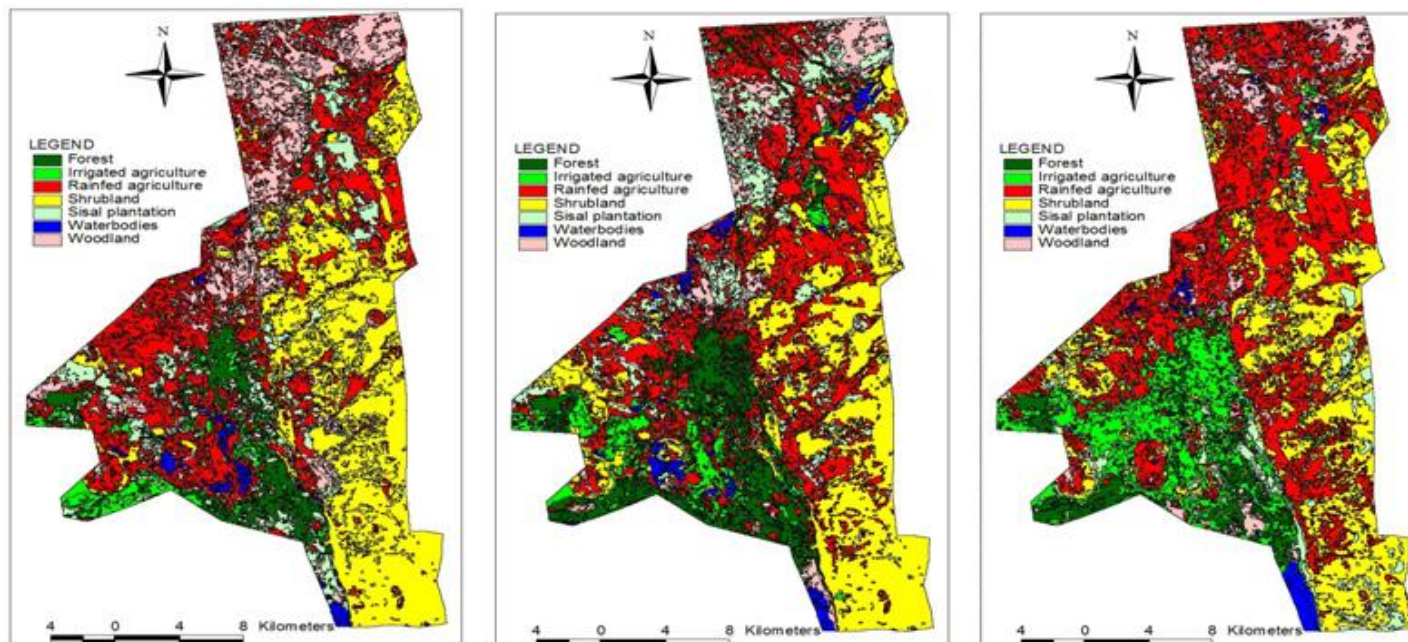 N
LEGEND
Forest
Irrigated agriculture
Rainfed agriculture
Shrubland
Sisal plantation
Waterbodies
Woodland
4 0 4 8 Kilometers
N
LEGEND
Forest
Irrigated agriculture
Rainfed agriculture
Shrubland
Sisal plantation
Waterbodies
Woodland
4 0 4 8 Kilometers
N
LEGEND
Forest
Irrigated agriculture
Rainfed agriculture
Shrubland
Sisal plantation
Waterbodies
Woodland
4 0 4 8 Kilometers